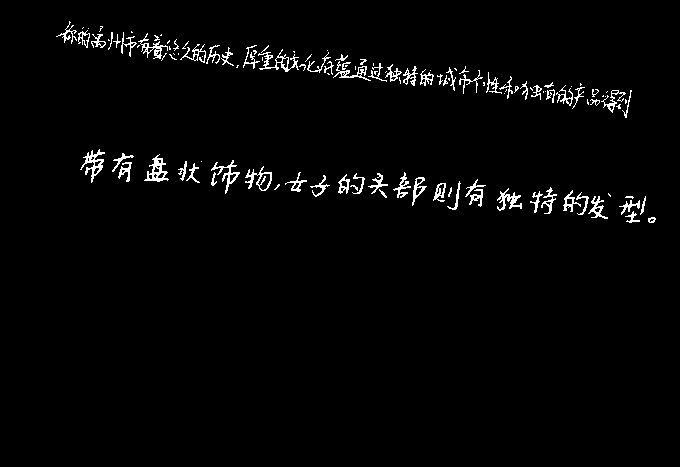 称的禹州市有着悠久的历史,厚重的文化底蕴通过独特的城市个性和独有的产品得到
带有盘状饰物,女子的头部则有独特的发型。